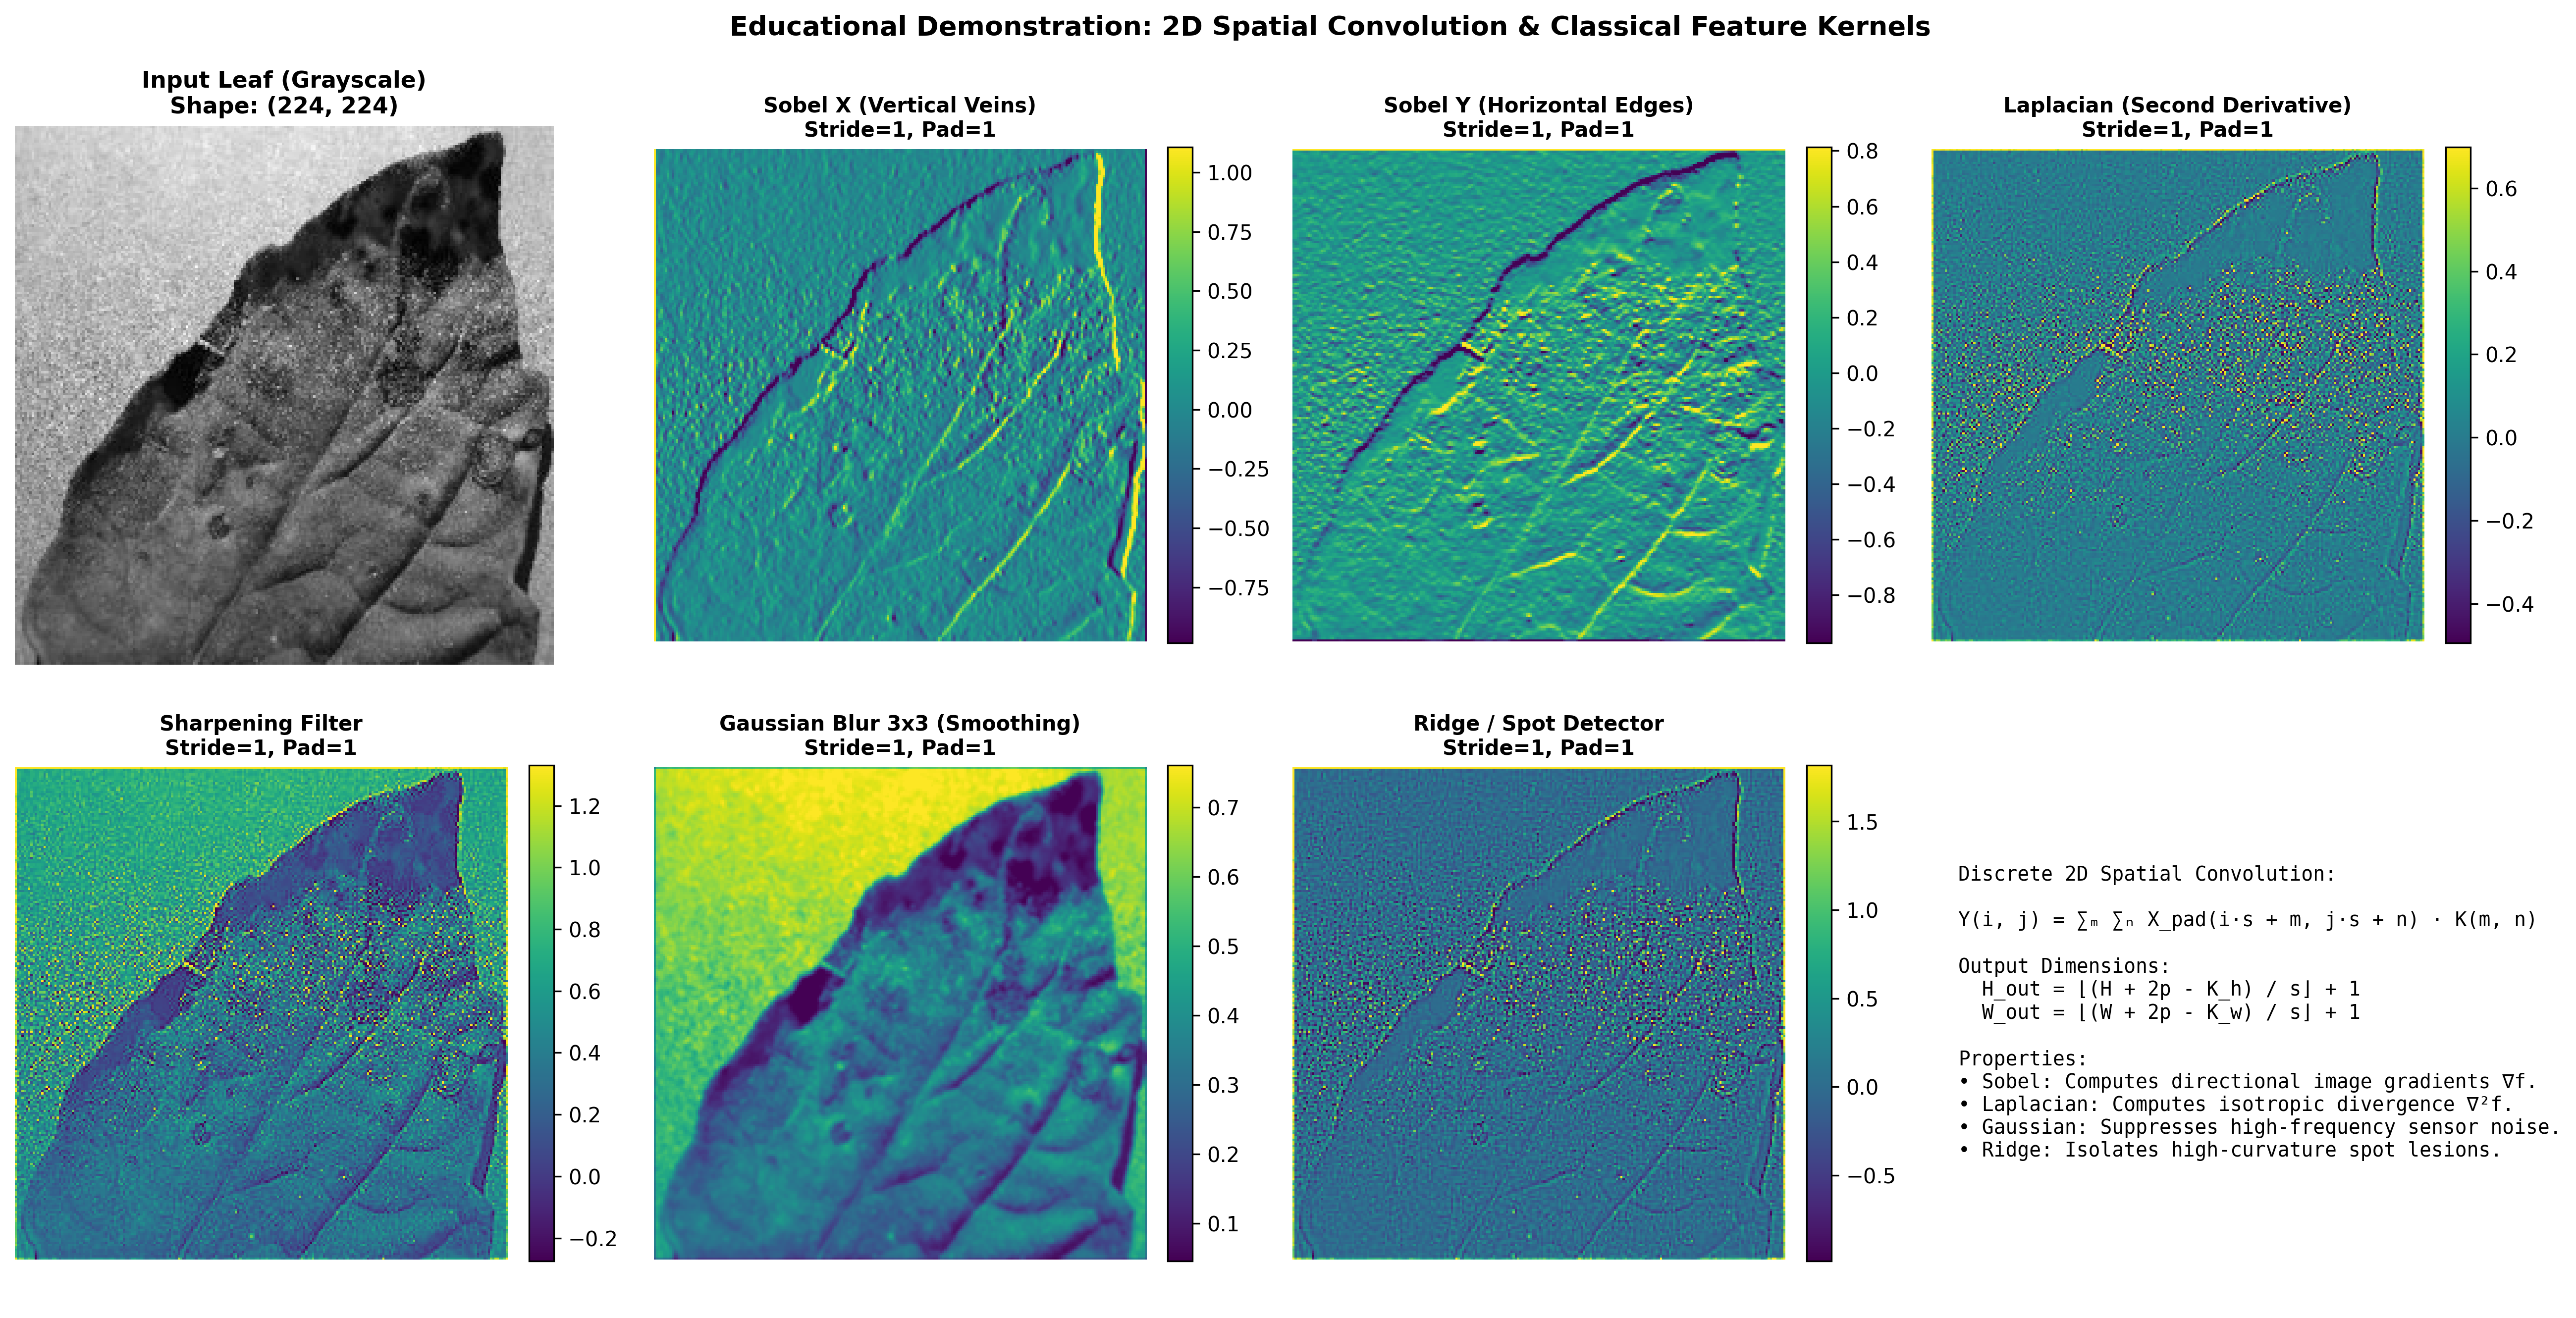 Educational Demonstration: 2D Spatial Convolution & Classical Feature Kernels
Input Leaf (Grayscale)
Shape: (224, 224)
Sobel X (Vertical Veins)
Stride=1, Pad=1
1.00
0.75
0.50
0.25
0.00
−0.25
−0.50
−0.75
Sobel Y (Horizontal Edges)
Stride=1, Pad=1
0.8
0.6
0.4
0.2
0.0
−0.2
−0.4
−0.6
−0.8
Laplacian (Second Derivative)
Stride=1, Pad=1
0.6
0.4
0.2
0.0
−0.2
−0.4
Sharpening Filter
Stride=1, Pad=1
1.2
1.0
0.8
0.6
0.4
0.2
0.0
−0.2
Gaussian Blur 3x3 (Smoothing)
Stride=1, Pad=1
0.7
0.6
0.5
0.4
0.3
0.2
0.1
Ridge / Spot Detector
Stride=1, Pad=1
1.5
1.0
0.5
0.0
−0.5
Discrete 2D Spatial Convolution:
Y(i, j) = ∑ₘ ∑ₙ X_pad(i·s + m, j·s + n) · K(m, n)
Output Dimensions:
H_out = ⌊(H + 2p - K_h) / s⌋ + 1
W_out = ⌊(W + 2p - K_w) / s⌋ + 1
Properties:
• Sobel: Computes directional image gradients ∇f.
• Laplacian: Computes isotropic divergence ∇²f.
• Gaussian: Suppresses high-frequency sensor noise.
• Ridge: Isolates high-curvature spot lesions.